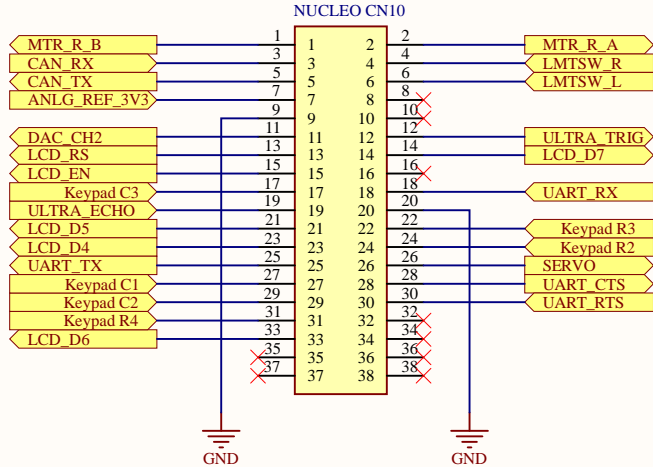 NUCLEO CN10
MTR_R_B 1 1 2 2 MTR_R_A
CAN_RX 3 3 4 4 LMTSW_R
CAN_TX 5 5 6 6 LMTSW_L
ANLG_REF_3V3 7 7 8 8
9 9 10 10
DAC_CH2 11 11 12 12 ULTRA_TRIG
LCD_RS 13 13 14 14 LCD_D7
LCD_EN 15 15 16 16
Keypad C3 17 17 18 18 UART_RX
ULTRA_ECHO 19 19 20 20
LCD_D5 21 21 22 22 Keypad R3
LCD_D4 23 23 24 24 Keypad R2
UART_TX 25 25 26 26 SERVO
Keypad C1 27 27 28 28 UART_CTS
Keypad C2 29 29 30 30 UART_RTS
Keypad R4 31 31 32 32
LCD_D6 33 33 34 34
35 35 36 36
37 37 38 38
GND GND